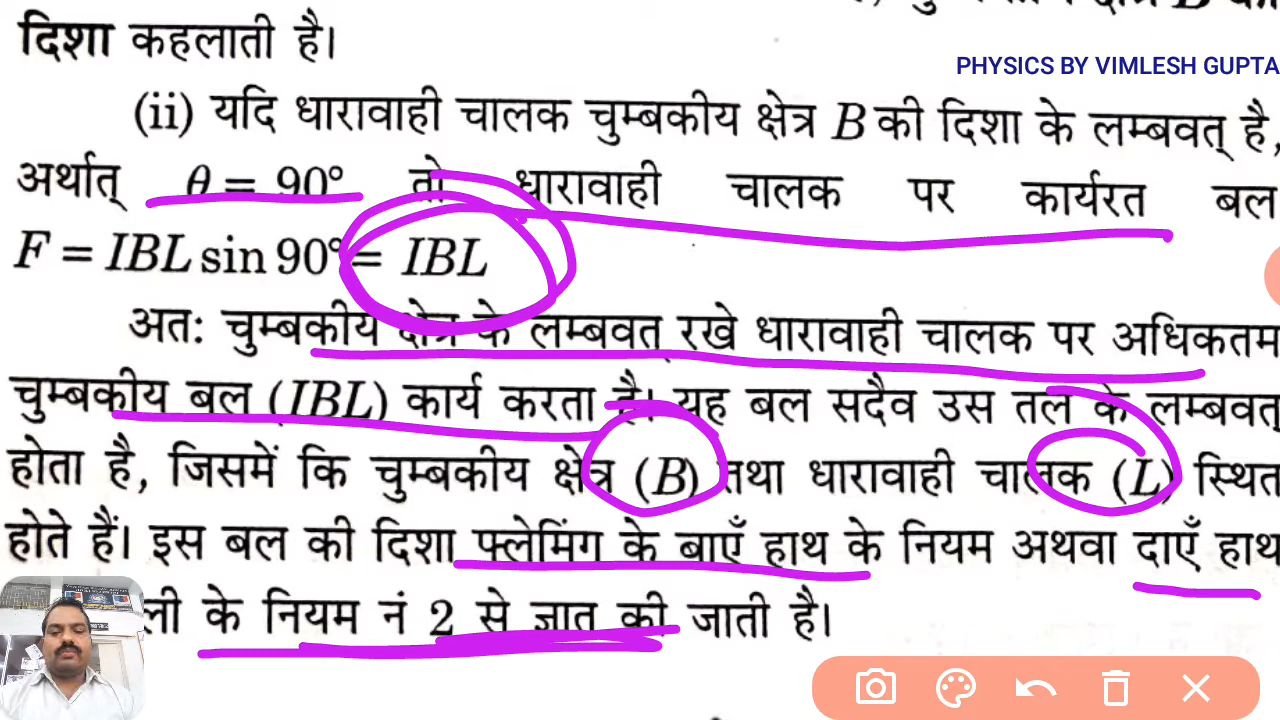 दिशा कहलाती है।
PHYSICS BY VIMLESH GUPTA
(ii) यदि धारावाही चालक चुम्बकीय क्षेत्र B की दिशा के लम्बवत् है,
अर्थात् θ = 90° तो धारावाही चालक पर कार्यरत बल
F = IBL sin 90° = IBL
अतः चुम्बकीय क्षेत्र के लम्बवत् रखे धारावाही चालक पर अधिकतम
चुम्बकीय बल (IBL) कार्य करता है। यह बल सदैव उस तल के लम्बवत्
होता है, जिसमें कि चुम्बकीय क्षेत्र (B) तथा धारावाही चालक (L) स्थित
होते हैं। इस बल की दिशा फ्लेमिंग के बाएँ हाथ के नियम अथवा दाएँ हाथ
ली के नियम नं 2 से ज्ञात की जाती है।